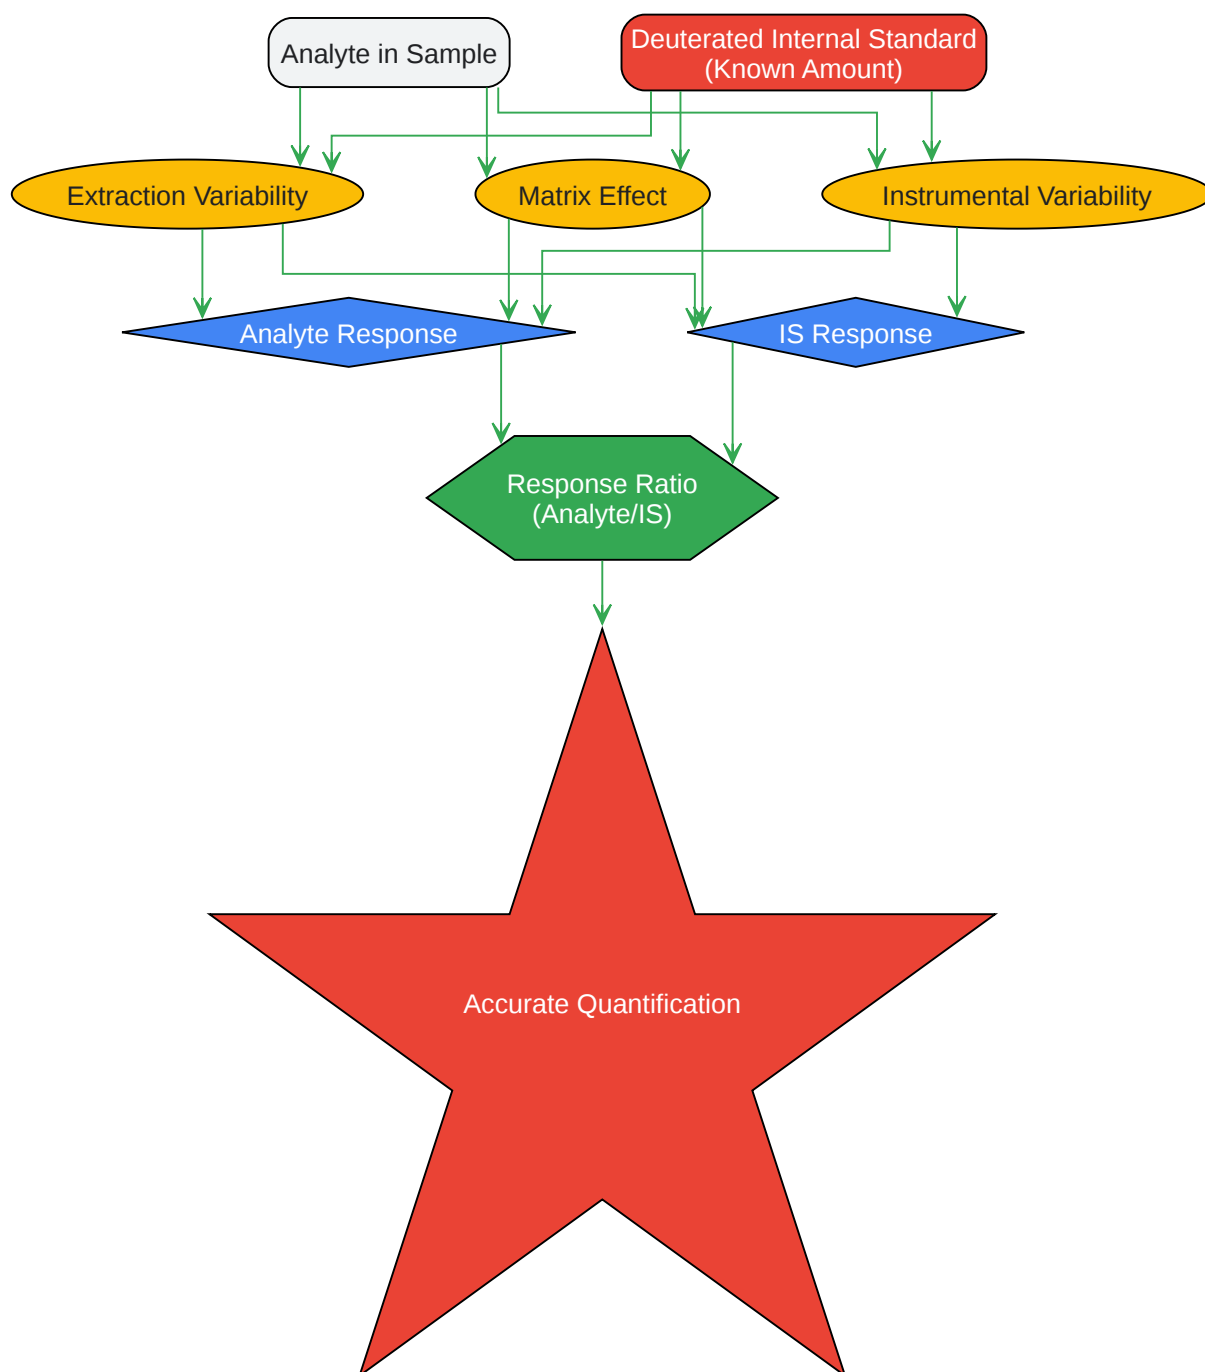 Analyte in Sample
Deuterated Internal Standard
(Known Amount)
Extraction Variability
Matrix Effect
Instrumental Variability
Analyte Response
IS Response
Response Ratio
(Analyte/IS)
Accurate Quantification